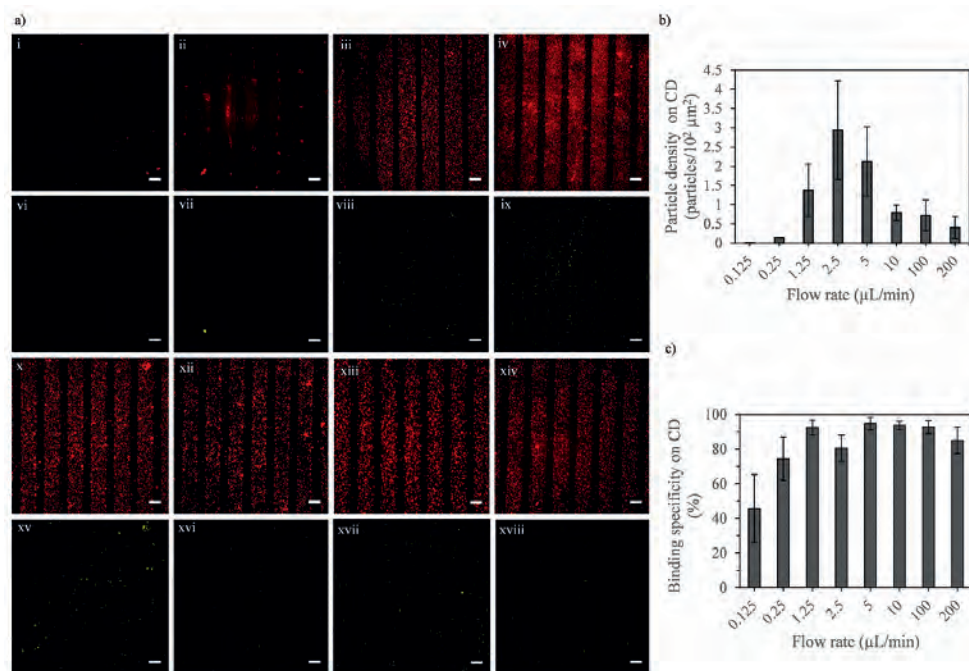 a)
i ii iii iv
vi vii viii ix
x xii xiii xiv
xv xvi xvii xviii
b)
Particle density on CD
(particles/10² µm²)
4.5
4
3.5
3
2.5
2
1.5
1
0.5
0
0.125 0.25 1.25 2.5 5 10 100 200
Flow rate (µL/min)
c)
Binding specificity on CD
(%)
100
80
60
40
20
0
0.125 0.25 1.25 2.5 5 10 100 200
Flow rate (µL/min)